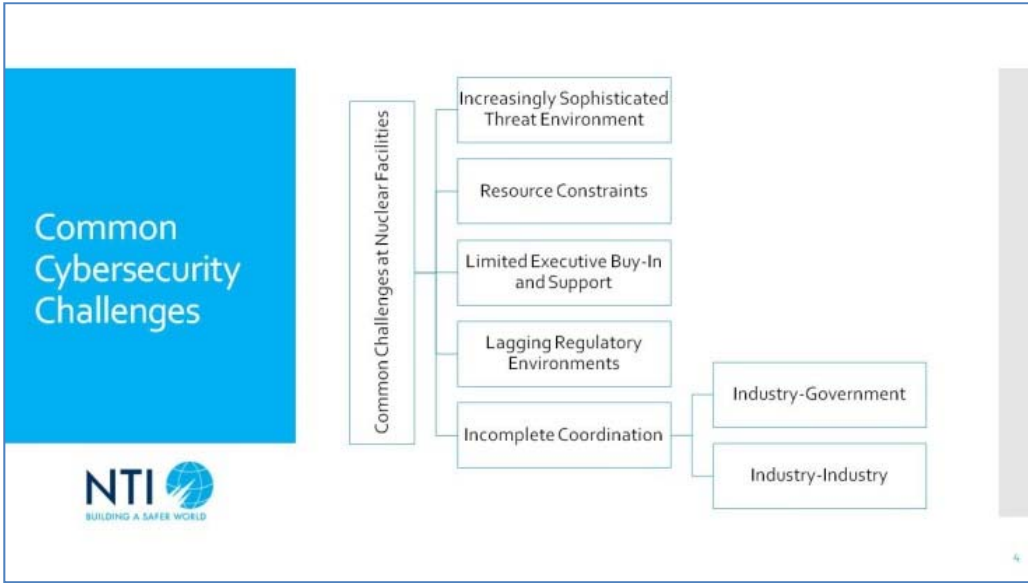 Common
Cybersecurity
Challenges
NTI
BUILDING A SAFER WORLD
Common Challenges at Nuclear Facilities
Increasingly Sophisticated
Threat Environment
Resource Constraints
Limited Executive Buy-In
and Support
Lagging Regulatory
Environments
Incomplete Coordination
Industry-Government
Industry-Industry
4